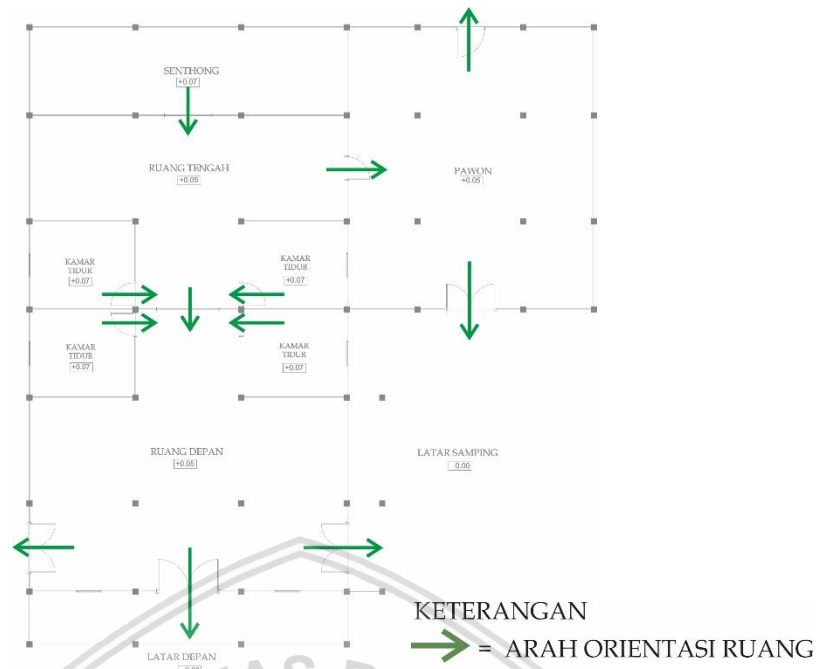 SENTHONG
+0.07
RUANG TENGAH
+0.05
PAWON
+0.05
KAMAR
TIDUR
+0.07
KAMAR
TIDUR
+0.07
KAMAR
TIDUR
+0.07
KAMAR
TIDUR
+0.07
RUANG DEPAN
+0.05
LATAR SAMPING
0.00
LATAR DEPAN
KETERANGAN
= ARAH ORIENTASI RUANG